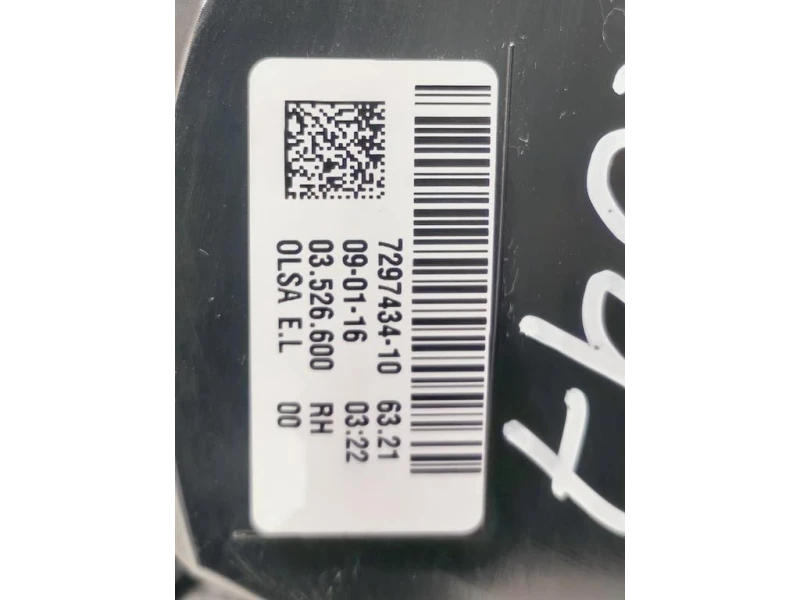 7297434-10 63.21
09-01-16 03:22
03.526.600 RH
OLSA E.L 00